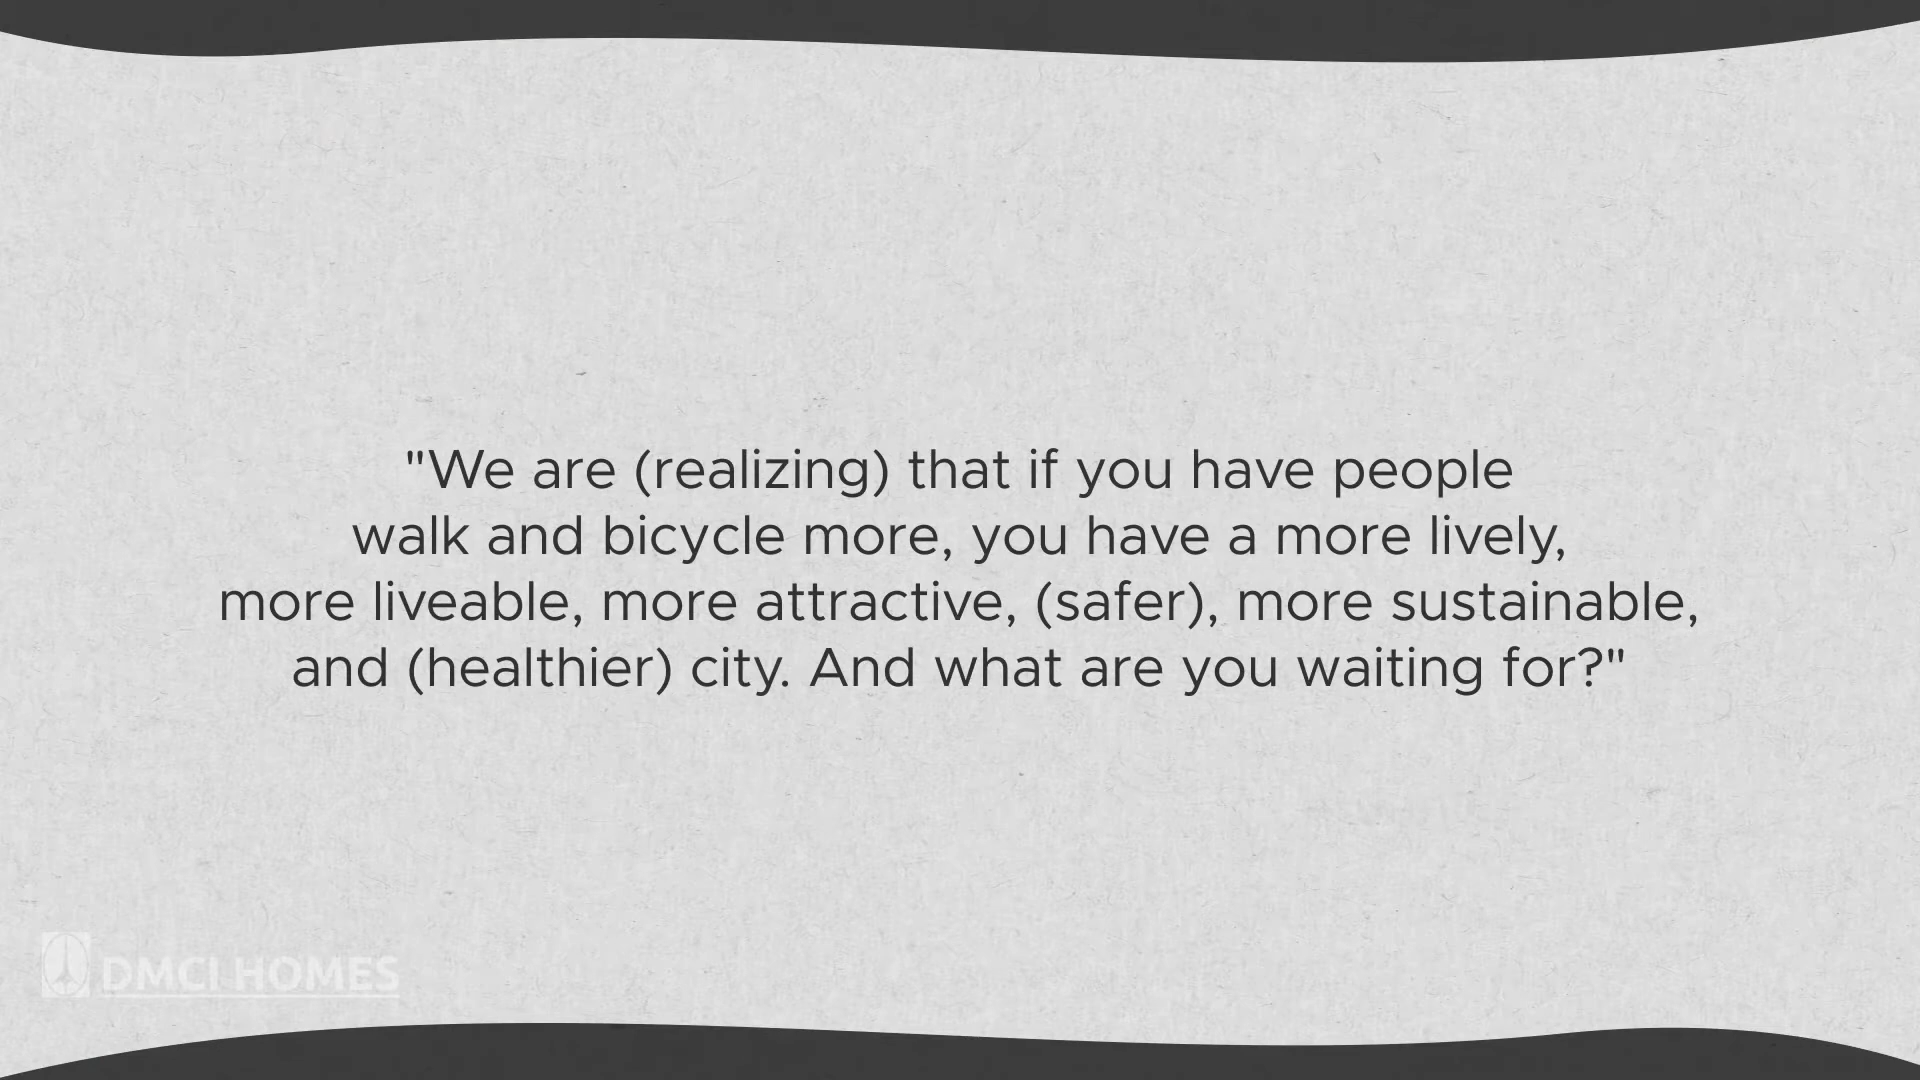 "We are (realizing) that if you have people
walk and bicycle more, you have a more lively,
more liveable, more attractive, (safer), more sustainable,
and (healthier) city. And what are you waiting for?"
DMCI HOMES